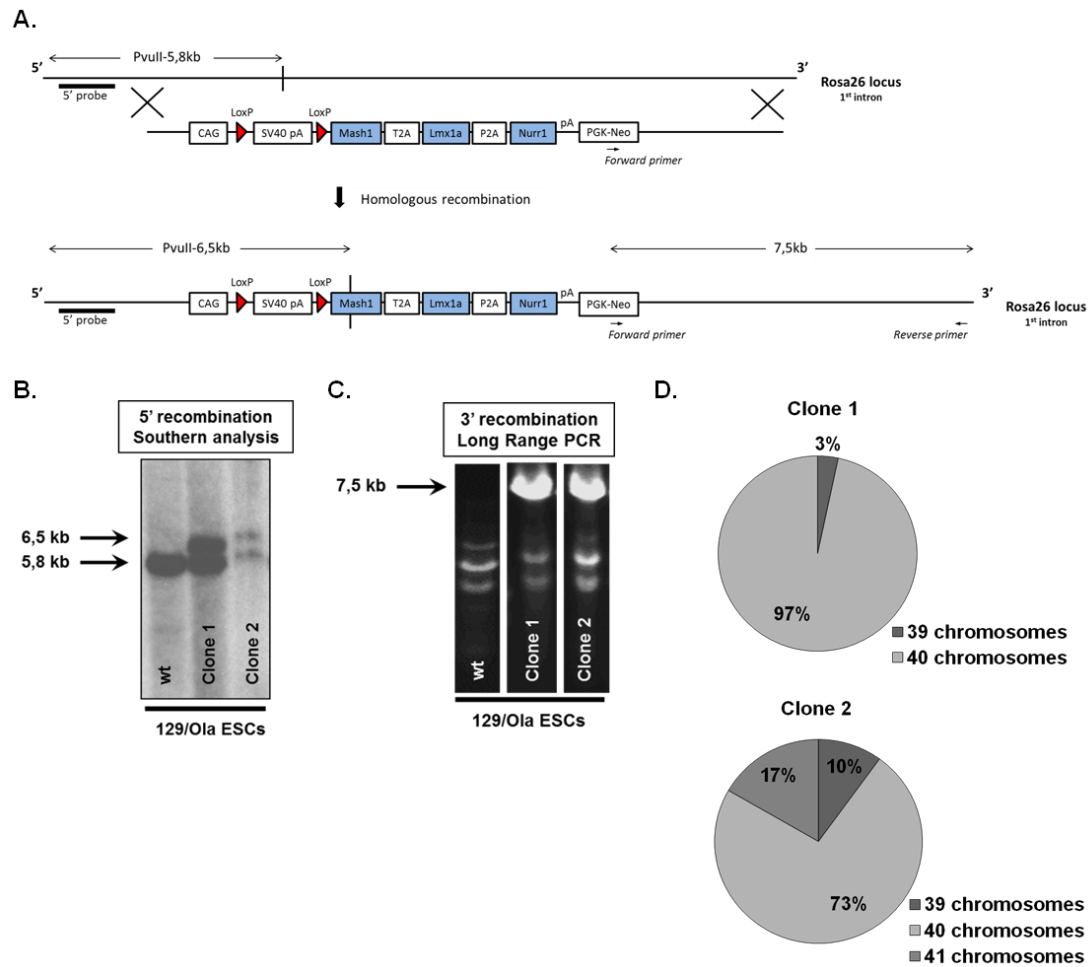 A.
PvuII-5,8kb
5’
3’
5’ probe
Rosa26 locus
1st intron
LoxP
LoxP
CAG
SV40 pA
Mash1
T2A
Lmx1a
P2A
Nurr1
pA
PGK-Neo
Forward primer
Homologous recombination
PvuII-6,5kb
7,5kb
LoxP
LoxP
5’
3’
CAG
SV40 pA
Mash1
T2A
Lmx1a
P2A
Nurr1
pA
PGK-Neo
Rosa26 locus
1st intron
5’ probe
Forward primer
Reverse primer
B.
5’ recombination
Southern analysis
6,5 kb
5,8 kb
wt
Clone 1
Clone 2
129/Ola ESCs
C.
3’ recombination
Long Range PCR
7,5 kb
wt
Clone 1
Clone 2
129/Ola ESCs
D.
Clone 1
3%
97%
39 chromosomes
40 chromosomes
Clone 2
17%
10%
73%
39 chromosomes
40 chromosomes
41 chromosomes